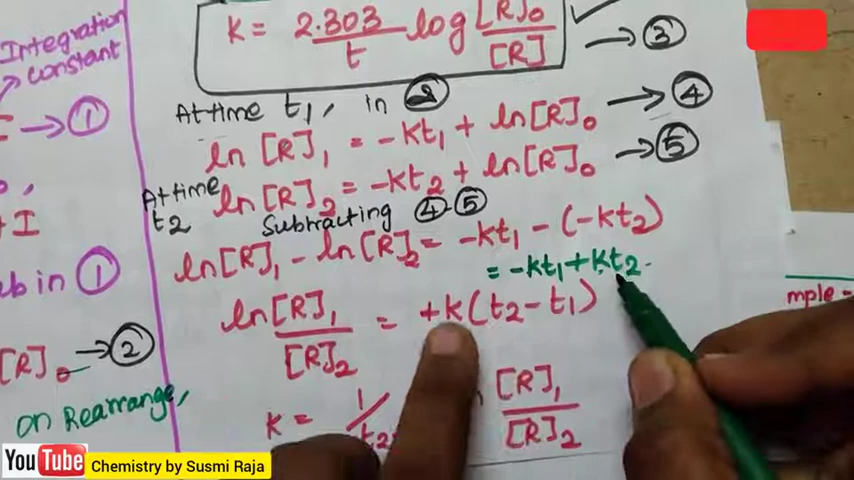 Integration
constant
I → ①
,
+ I
sub in ①
[R]₀ → ②
on Rearrange,
K = 2.303/t log [R]₀/[R] → ③
At time t₁, in ②
ln [R]₁ = -Kt₁ + ln[R]₀ → ④
At time t₂ ln [R]₂ = -Kt₂ + ln[R]₀ → ⑤
Subtracting ④-⑤
ln[R]₁ - ln[R]₂ = -Kt₁ - (-Kt₂)
= -Kt₁ + Kt₂
ln [R]₁/[R]₂ = +K(t₂ - t₁)
K = 1/t₂ [R]₁/[R]₂
mple -
YouTube Chemistry by Susmi Raja